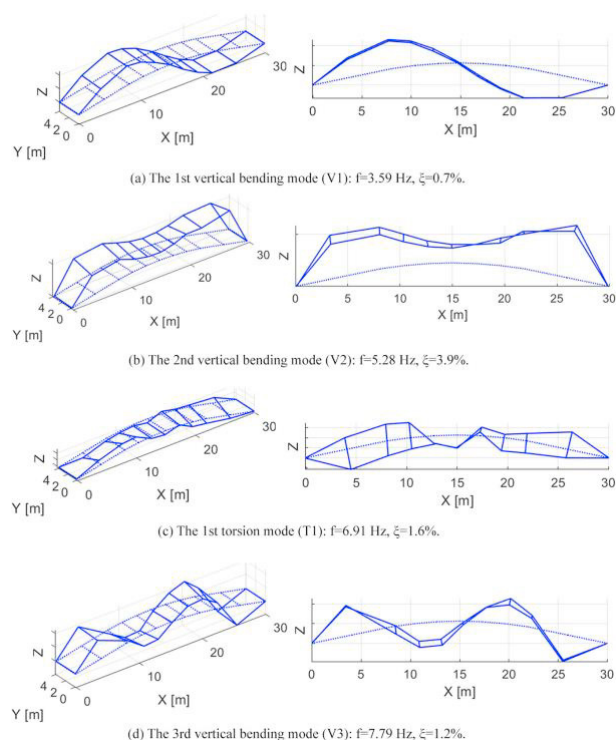 Z
4
2
0
Y [m]
0
10
20
30
X [m]
Z
0
5
10
15
20
25
30
X [m]
(a) The 1st vertical bending mode (V1): f=3.59 Hz, ξ=0.7%.
Z
4
2
0
Y [m]
0
10
20
30
X [m]
Z
0
5
10
15
20
25
30
X [m]
(b) The 2nd vertical bending mode (V2): f=5.28 Hz, ξ=3.9%.
Z
4
2
0
Y [m]
0
10
20
30
X [m]
Z
0
5
10
15
20
25
30
X [m]
(c) The 1st torsion mode (T1): f=6.91 Hz, ξ=1.6%.
Z
4
2
0
Y [m]
0
10
20
30
X [m]
Z
0
5
10
15
20
25
30
X [m]
(d) The 3rd vertical bending mode (V3): f=7.79 Hz, ξ=1.2%.